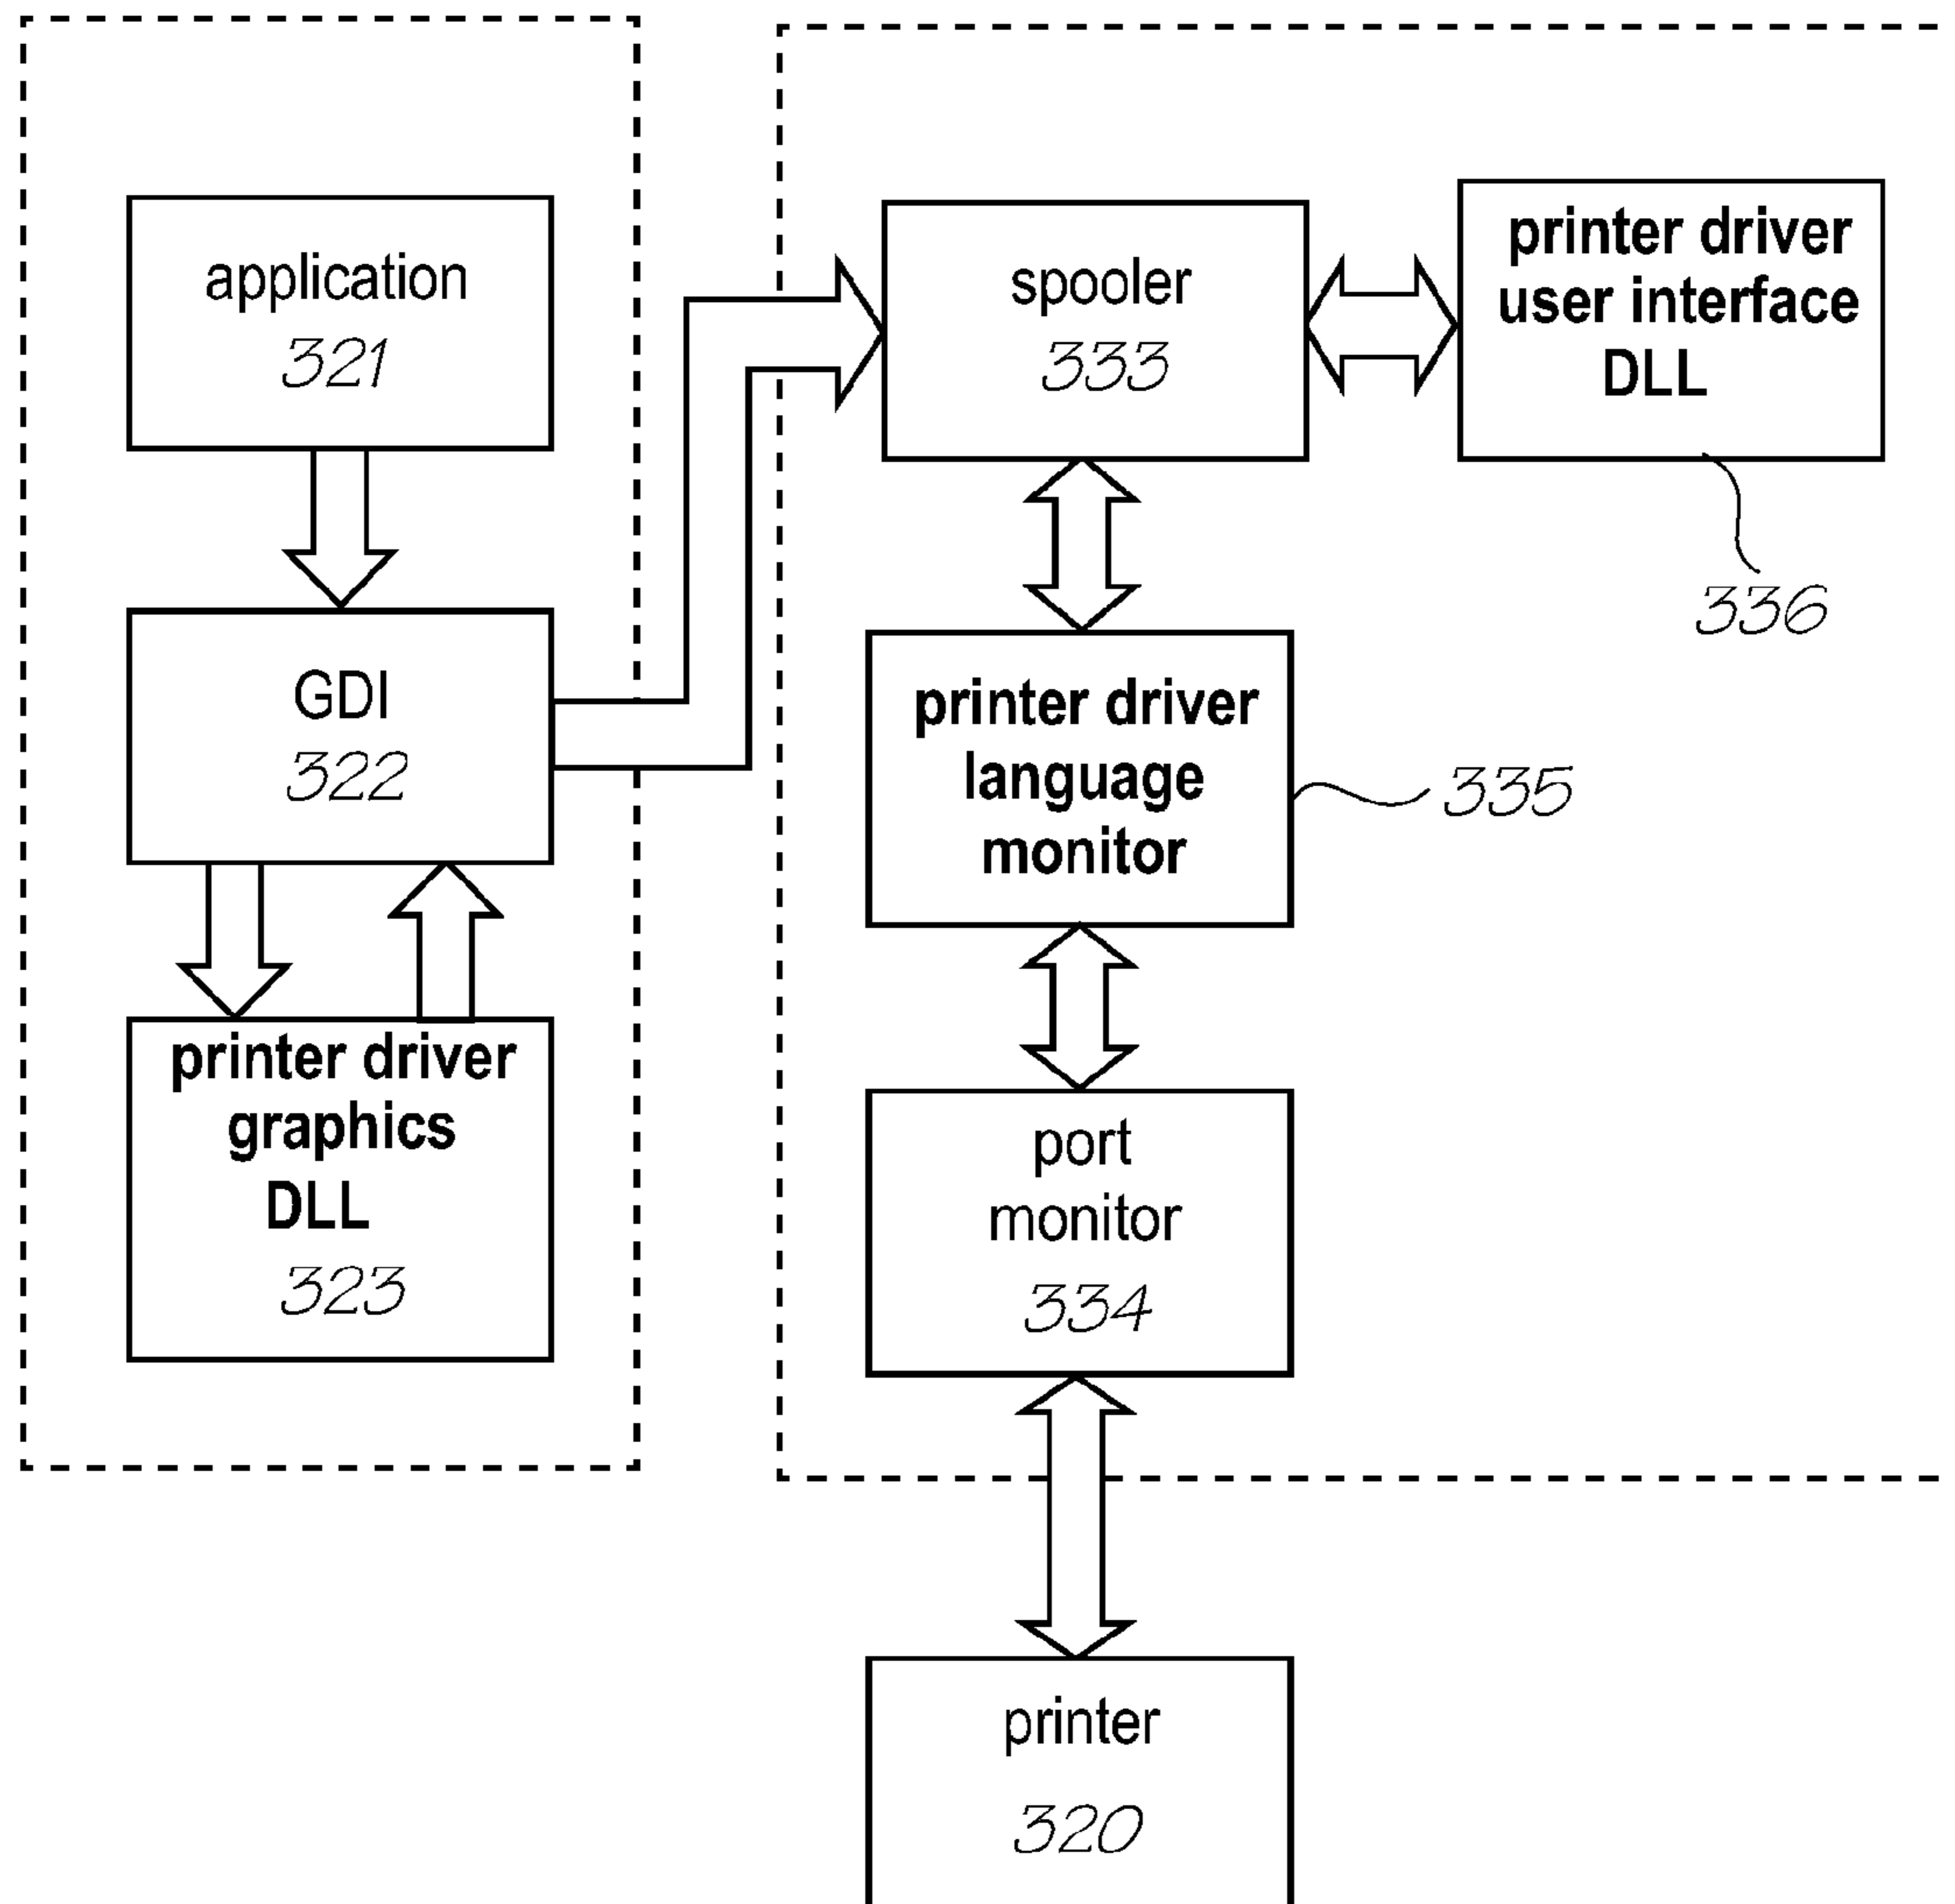 application
321
GDI
322
printer driver
graphics
DLL
323
spooler
333
printer driver
user interface
DLL
336
printer driver
language
monitor
335
port
monitor
334
printer
320